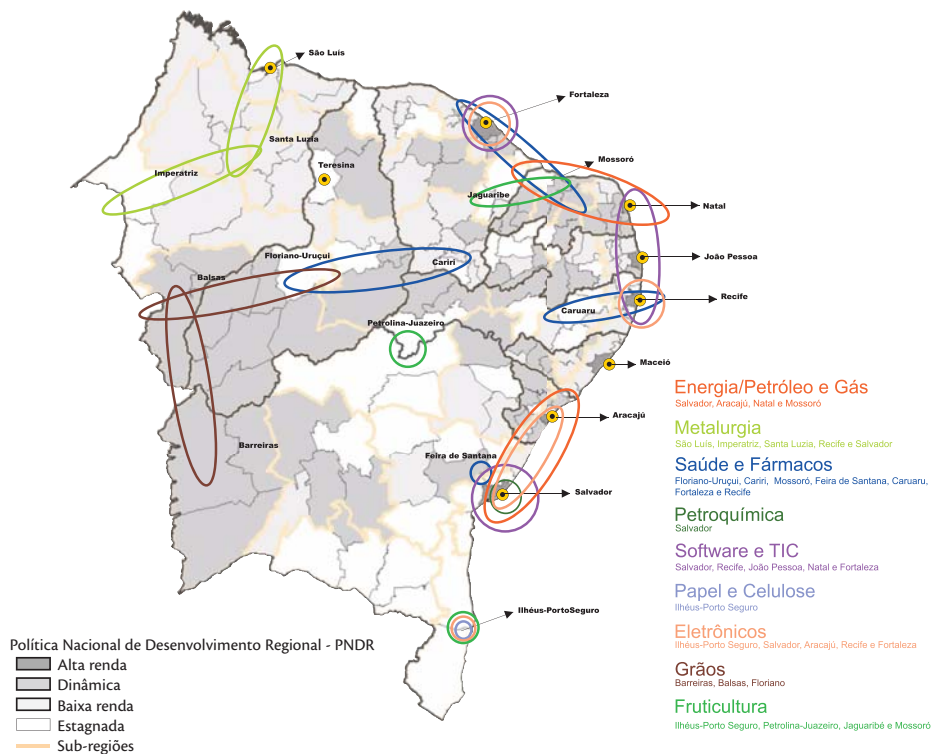 São Luís
Fortaleza
Santa Luzia
Mossoró
Teresina
Imperatriz
Jaguaribe
Natal
Floriano-Uruçuí
João Pessoa
Cariri
Balsas
Recife
Caruaru
Petrolina-Juazeiro
Maceió
Aracajú
Barreiras
Feira de Santana
Salvador
Ilhéus-PortoSeguro
Energia/Petróleo e Gás
Salvador, Aracajú, Natal e Mossoró
Metalurgia
São Luís, Imperatriz, Santa Luzia, Recife e Salvador
Saúde e Fármacos
Floriano-Uruçui, Cariri, Mossoró, Feira de Santana, Caruaru,
Fortaleza e Recife
Petroquímica
Salvador
Software e TIC
Salvador, Recife, João Pessoa, Natal e Fortaleza
Papel e Celulose
Ilhéus-Porto Seguro
Eletrônicos
Ilhéus-Porto Seguro, Salvador, Aracajú, Recife e Fortaleza
Grãos
Barreiras, Balsas, Floriano
Fruticultura
Ilhéus-Porto Seguro, Petrolina-Juazeiro, Jaguaribé e Mossoró
Política Nacional de Desenvolvimento Regional - PNDR
Alta renda
Dinâmica
Baixa renda
Estagnada
Sub-regiões